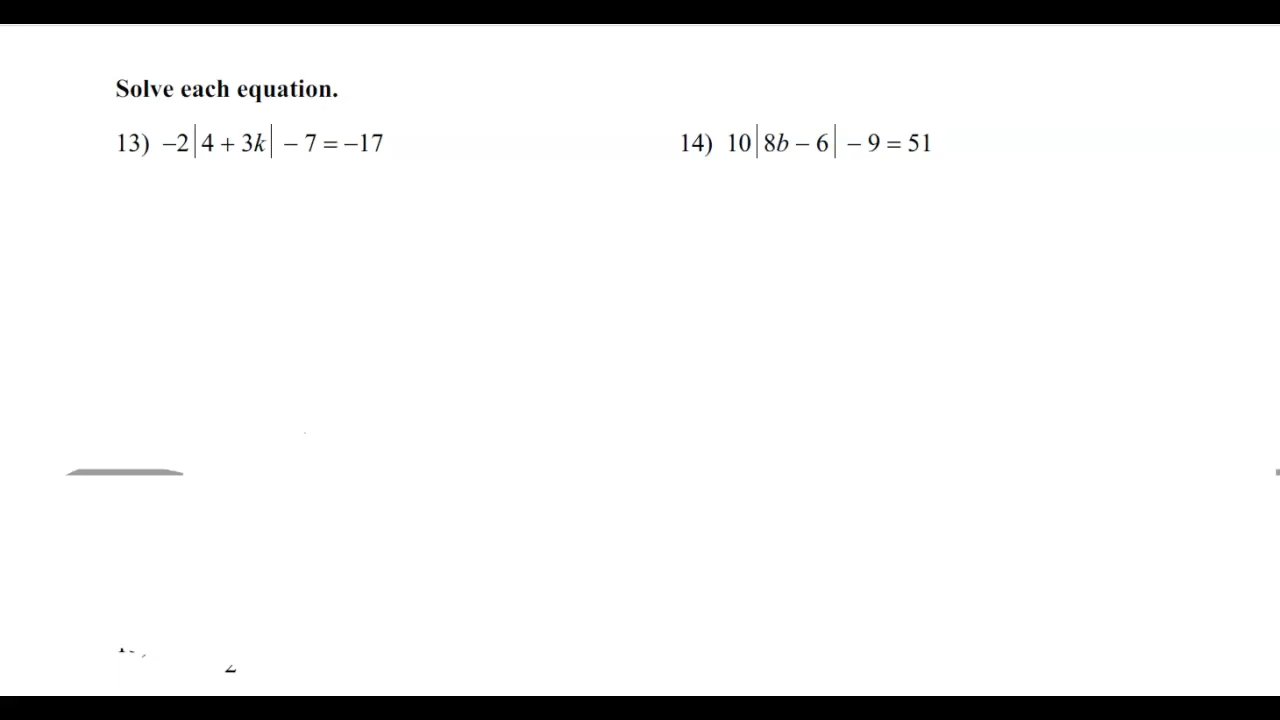 Solve each equation.
13) −2|4 + 3k| − 7 = −17
14) 10|8b − 6| − 9 = 51